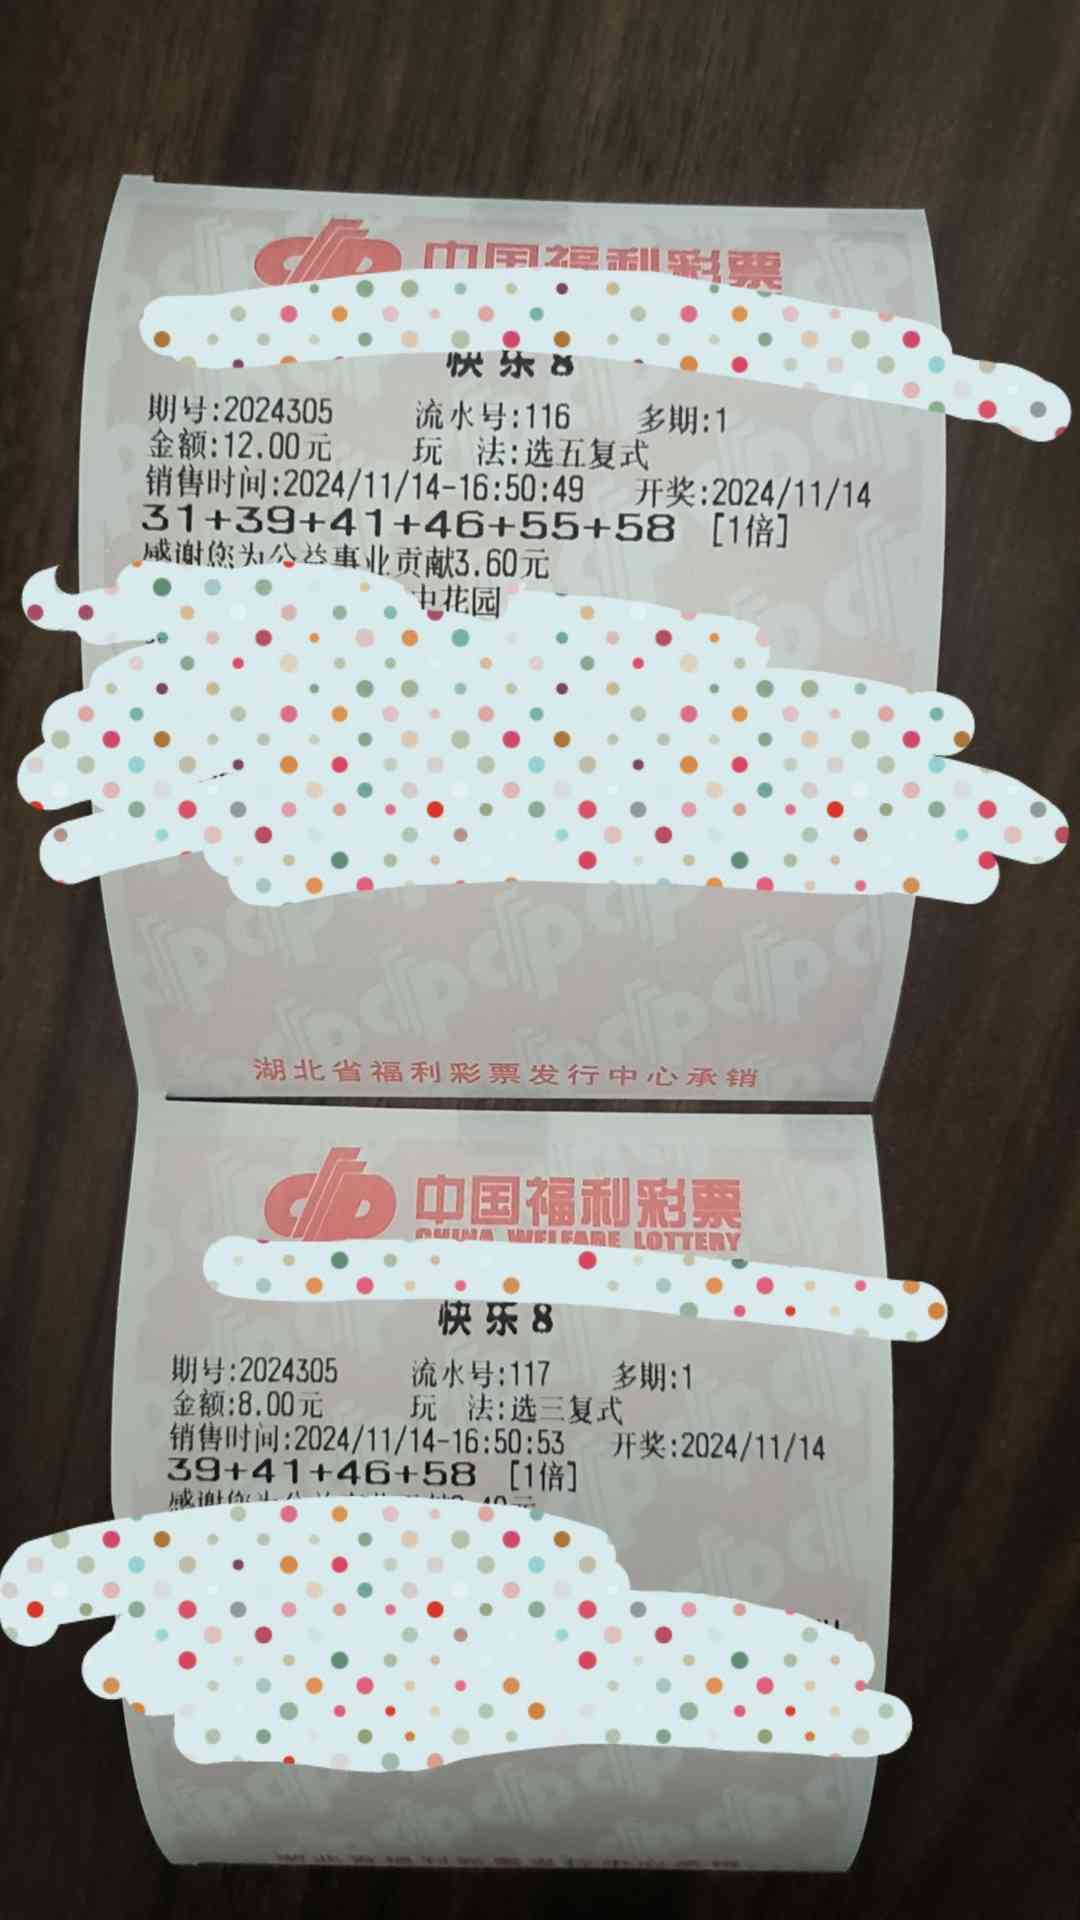 中国福利彩票
快乐8
期号:2024305 流水号:116 多期:1
金额:12.00元 玩 法:选五复式
销售时间:2024/11/14-16:50:49 开奖:2024/11/14
31+39+41+46+55+58 [1倍]
感谢您为公益事业贡献3.60元
中花园
湖北省福利彩票发行中心承销
中国福利彩票
CHINA WELFARE LOTTERY
快乐8
期号:2024305 流水号:117 多期:1
金额:8.00元 玩 法:选三复式
销售时间:2024/11/14-16:50:53 开奖:2024/11/14
39+41+46+58 [1倍]
感谢您为公益